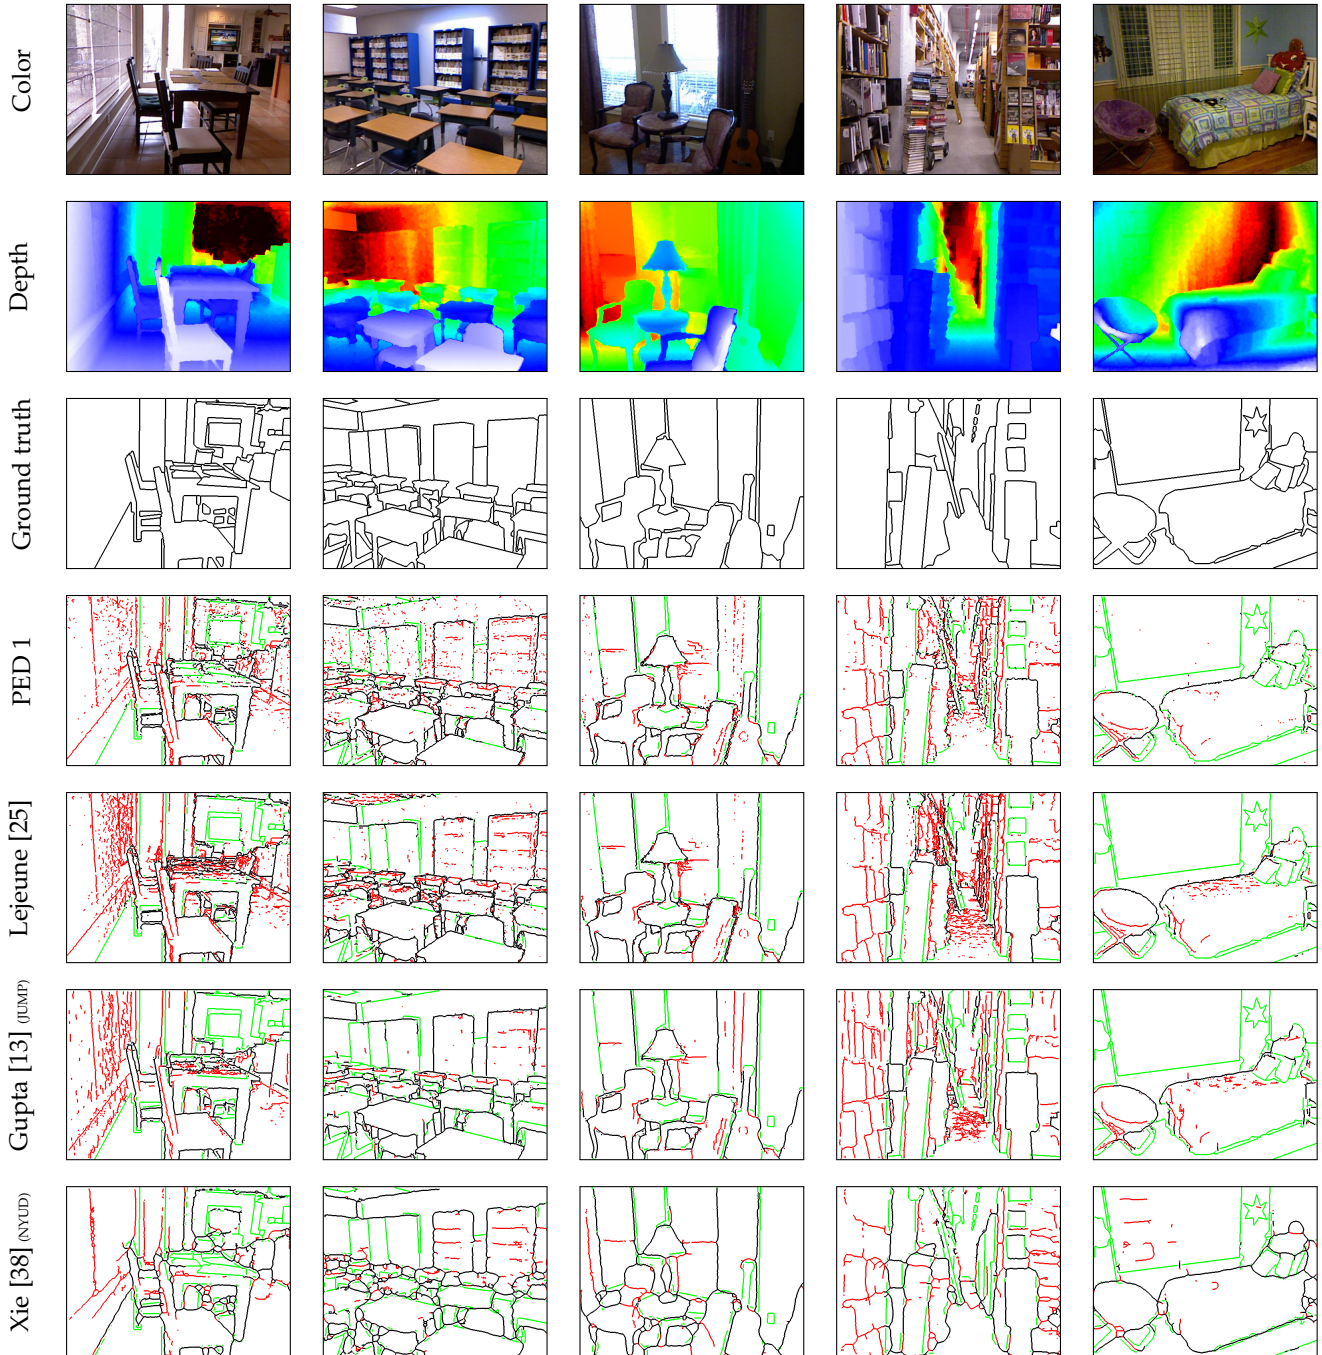 Color
Depth
Ground truth
PED 1
Lejeune [25]
Gupta [13] (JUMP)
Xie [38] (NYUD)